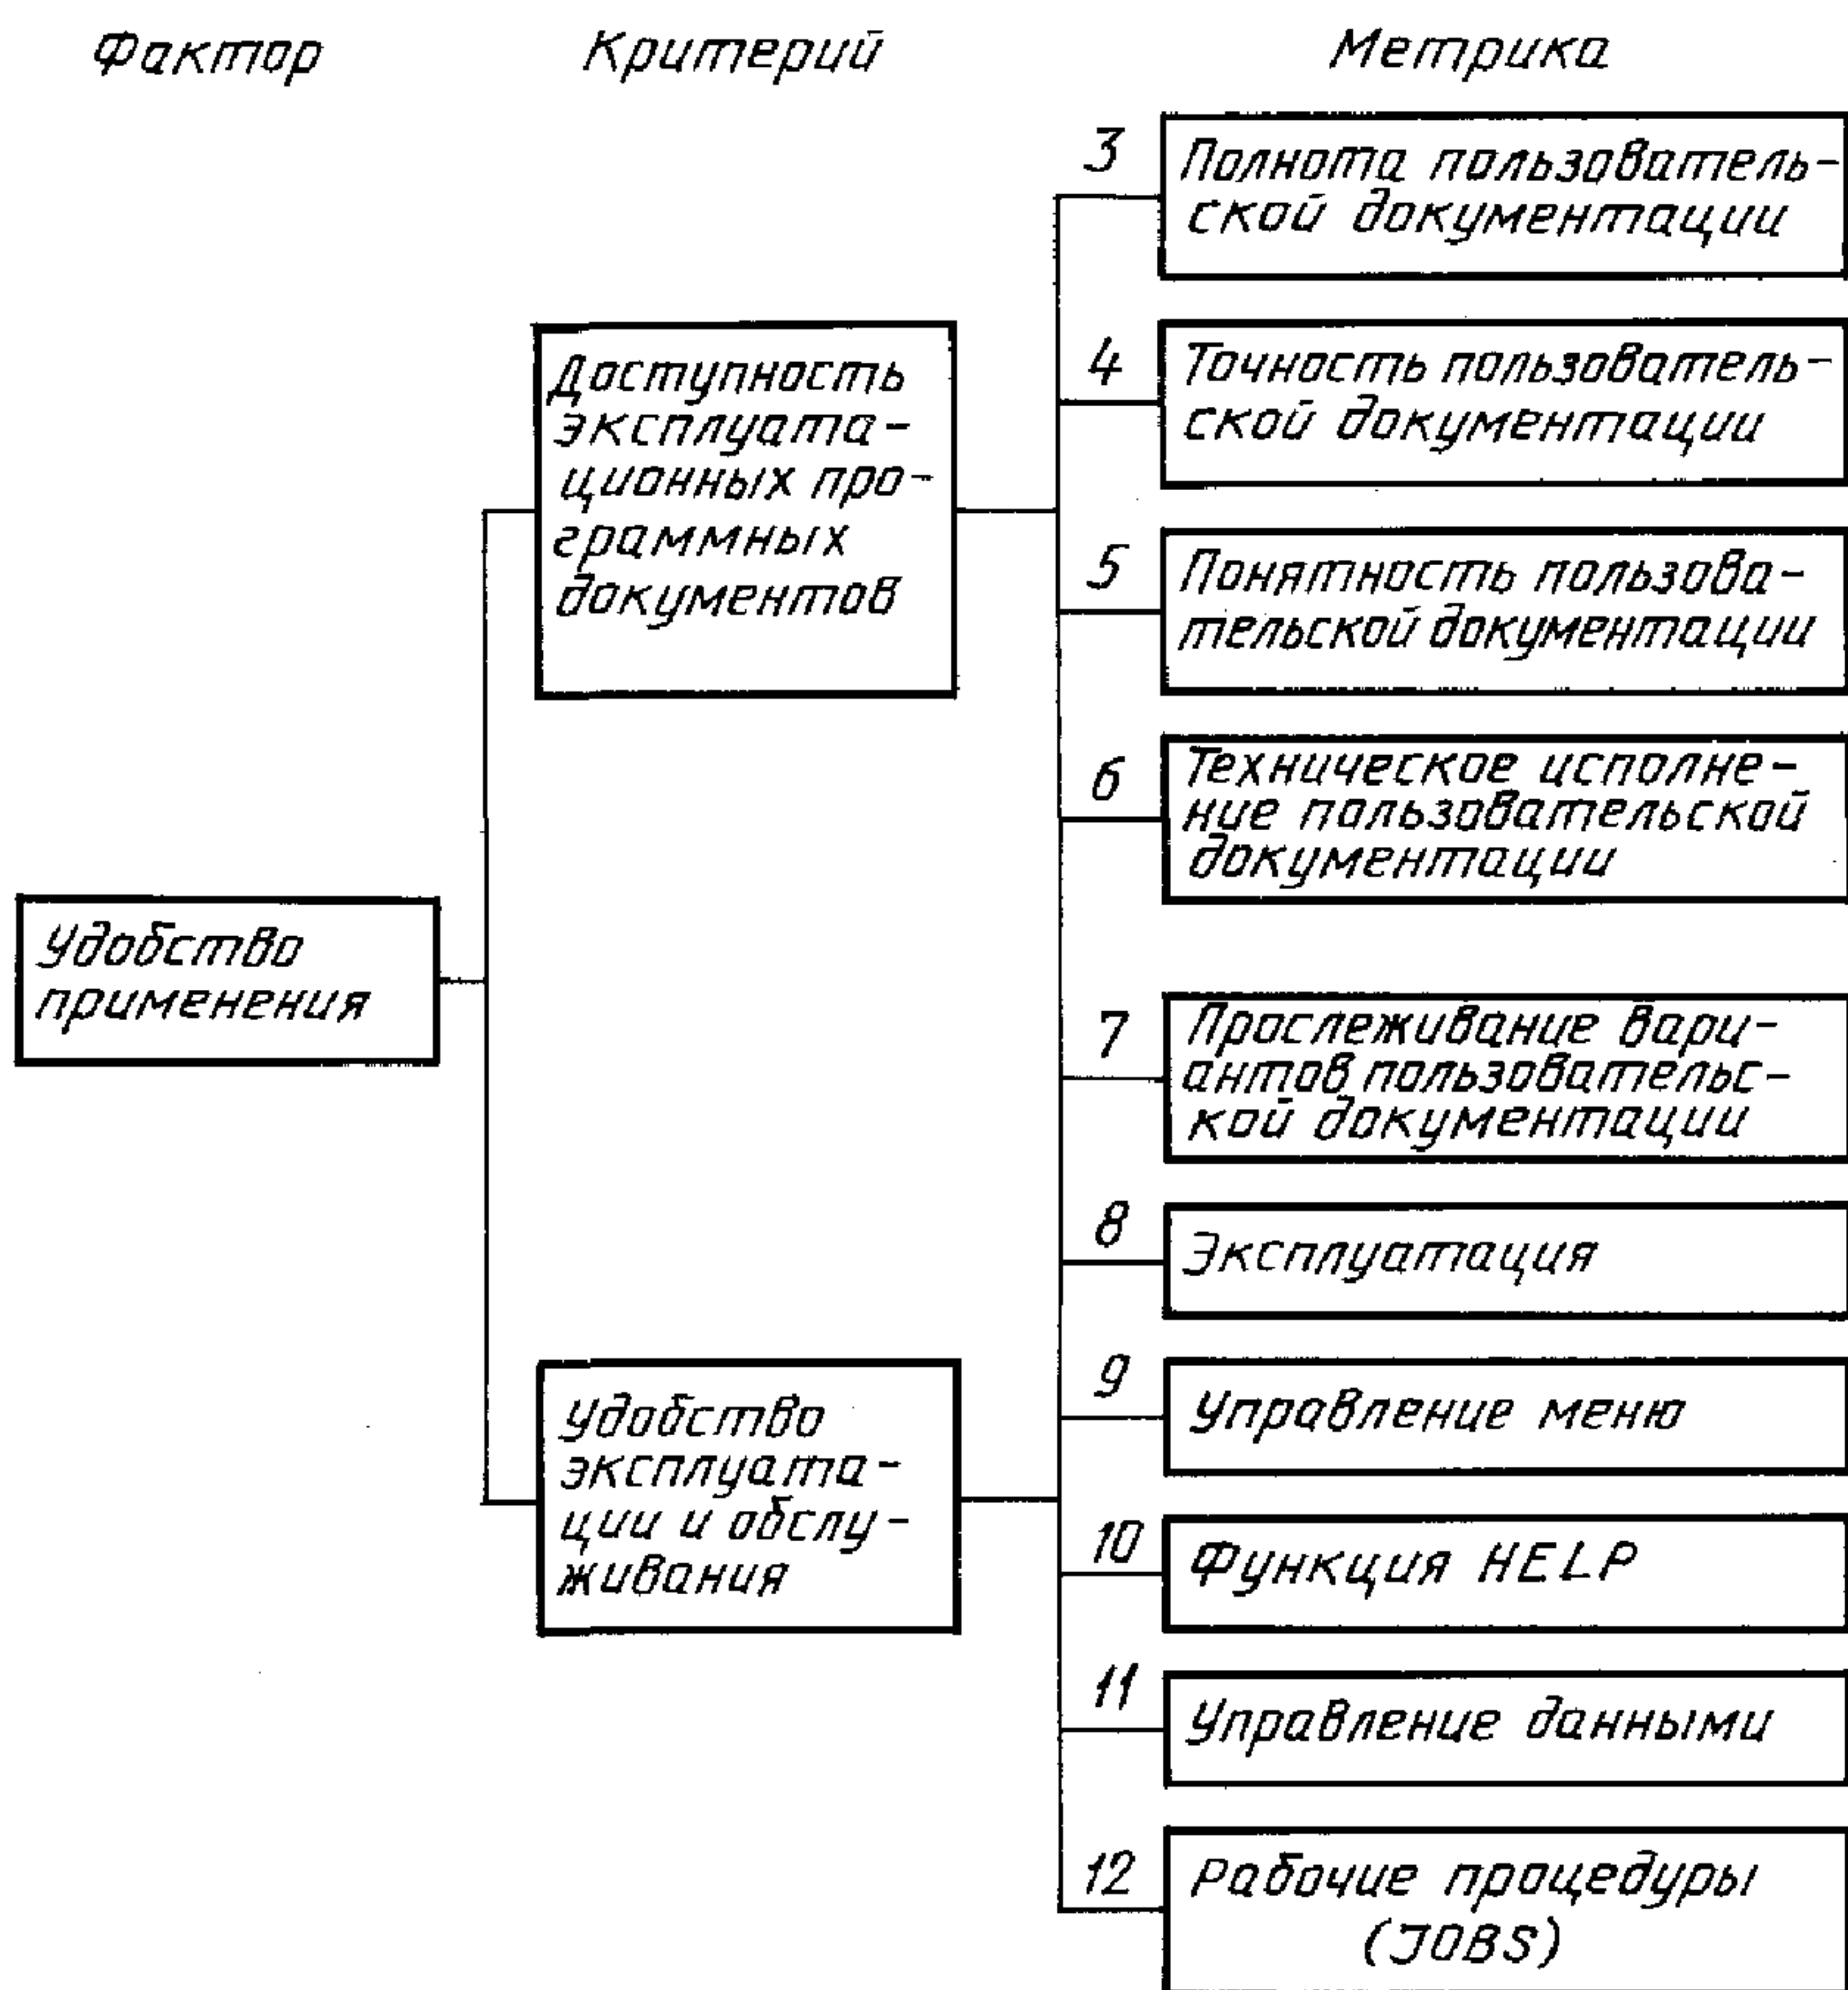 Фактор
Критерий
Метрика
3
Полнота пользователь-
ской документации
4
Точность пользователь-
ской документации
5
Понятность пользова-
тельской документации
6
Техническое исполне-
ние пользовательской
документации
7
Прослеживание вари-
антов пользовательс-
кой документации
8
Эксплуатация
9
Управление меню
10
Функция HELP
11
Управление данными
12
Рабочие процедуры
(JOBS)
Доступность
эксплуата-
ционных про-
граммных
документов
Удобство
эксплуата-
ции и обслу-
живания
Удобство
применения